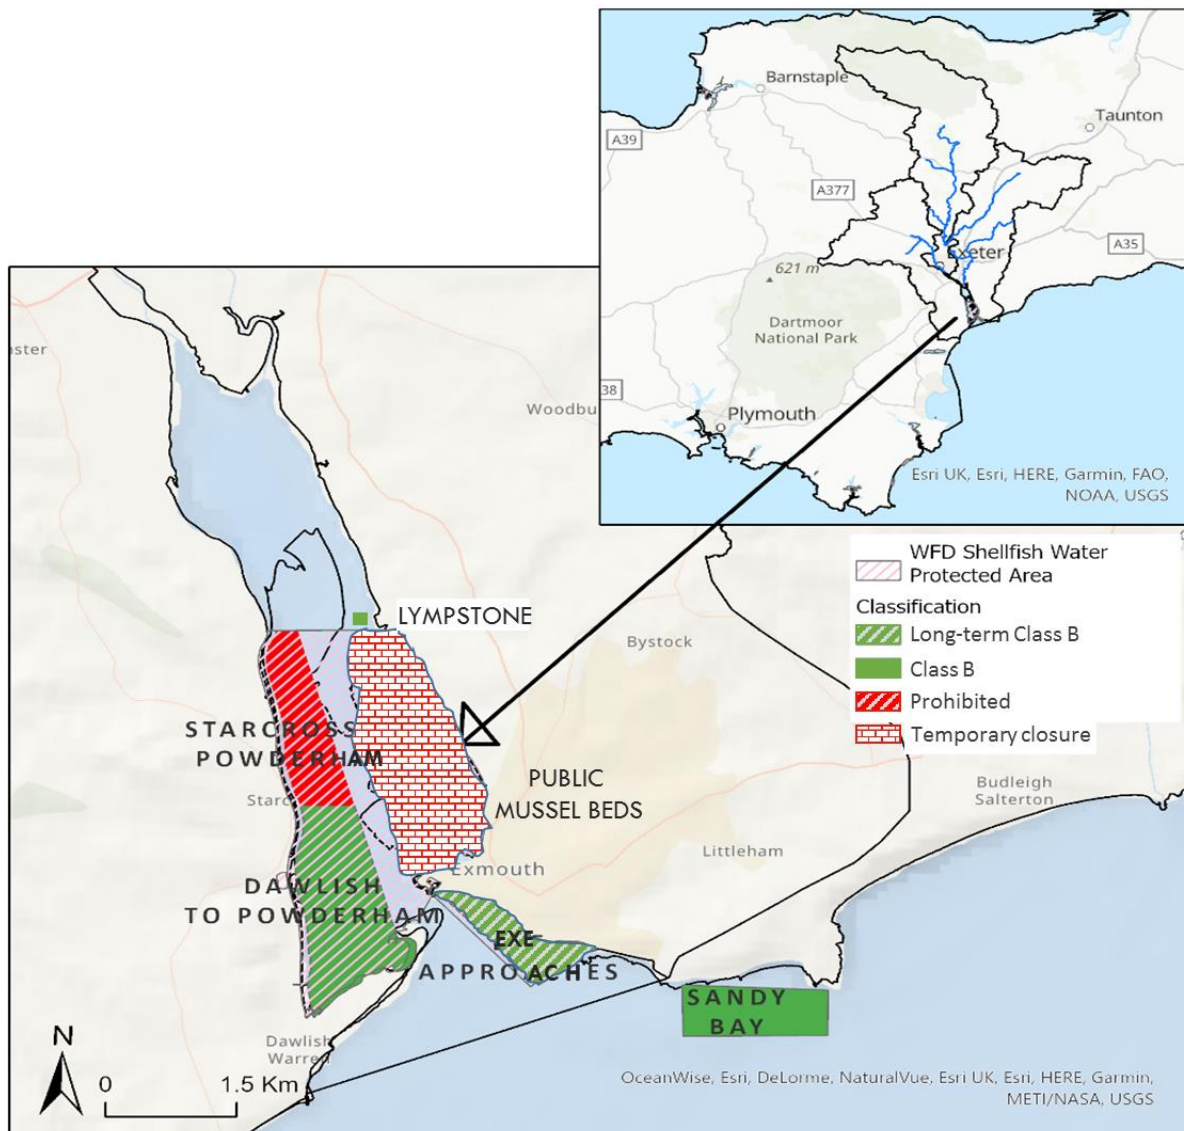 Barnstaple
Taunton
A39
A377
A35
Exeter
621 m
Dartmoor
National Park
38
Plymouth
Esri UK, Esri, HERE, Garmin, FAO,
NOAA, USGS
ster
Woodbu
WFD Shellfish Water
Protected Area
Classification
Long-term Class B
Class B
Prohibited
Temporary closure
LYMPSTONE
Bystock
STARCROSS
POWDERHAM
Starc
PUBLIC
MUSSEL BEDS
Budleigh
Salterton
Littleham
Exmouth
DAWLISH
TO POWDERHAM
EXE
APPROACHES
SANDY
BAY
N
Dawlish
Warren
0 1.5 Km
OceanWise, Esri, DeLorme, NaturalVue, Esri UK, Esri, HERE, Garmin,
METI/NASA, USGS